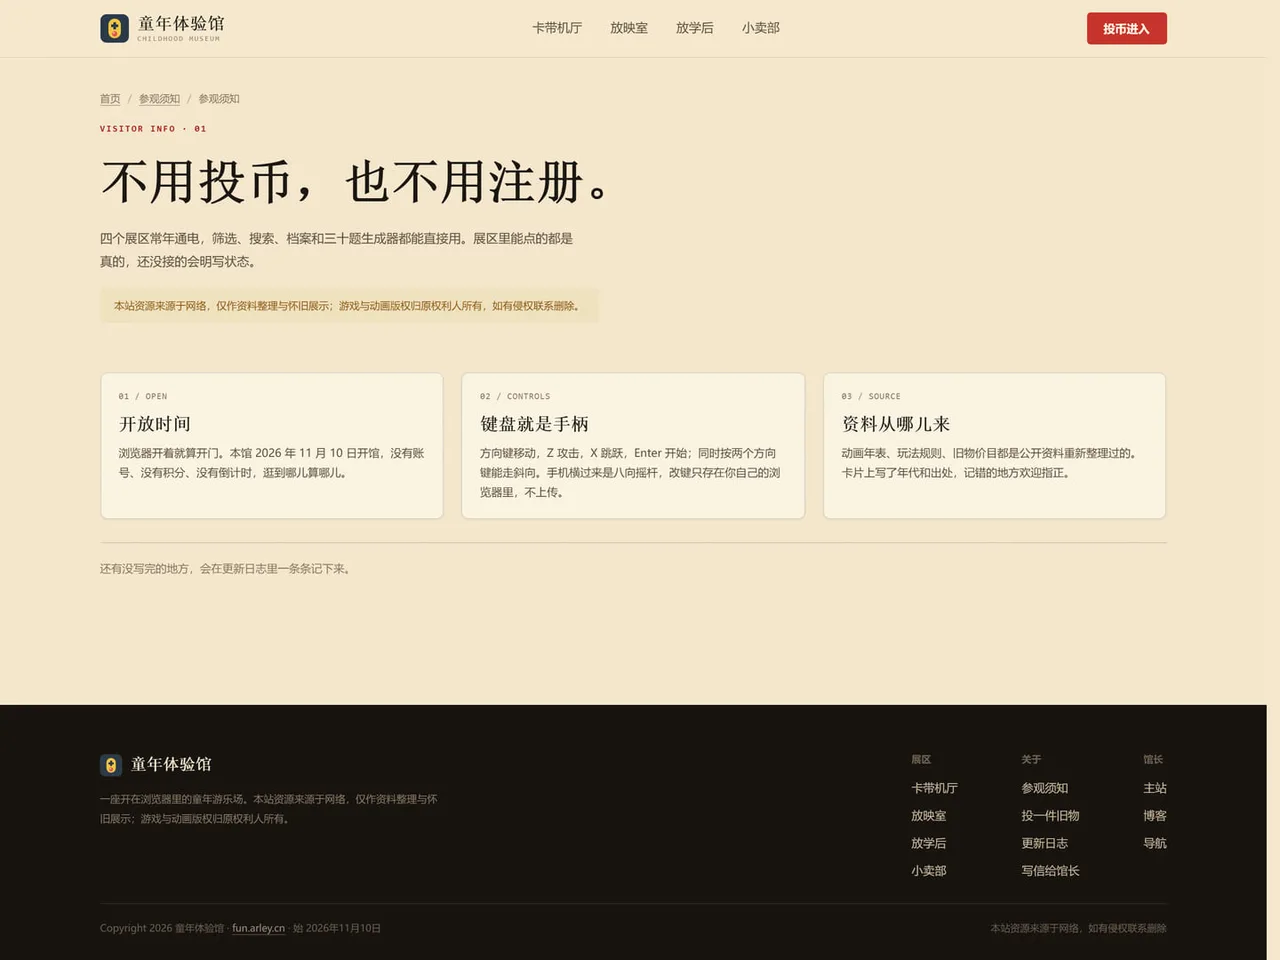 童年体验馆
CHILDHOOD MUSEUM
卡带机厅
放映室
放学后
小卖部
投币进入
首页 / 参观须知 / 参观须知
VISITOR INFO · 01
不用投币，也不用注册。
四个展区常年通电，筛选、搜索、档案和三十题生成器都能直接用。展区里能点的都是
真的，还没接的会明写状态。
本站资源来源于网络，仅作资料整理与怀旧展示；游戏与动画版权归原权利人所有，如有侵权联系删除。
01 / OPEN
开放时间
浏览器开着就算开门。本馆 2026 年 11 月 10 日开馆，没有账
号、没有积分、没有倒计时，逛到哪儿算哪儿。
02 / CONTROLS
键盘就是手柄
方向键移动，Z 攻击，X 跳跃，Enter 开始；同时按两个方向
键能走斜向。手机横过来是八向摇杆，改键只存在你自己的浏
览器里，不上传。
03 / SOURCE
资料从哪儿来
动画年表、玩法规则、旧物价目都是公开资料重新整理过的。
卡片上写了年代和出处，记错的地方欢迎指正。
还有没写完的地方，会在更新日志里一条条记下来。
童年体验馆
一座开在浏览器里的童年游乐场。本站资源来源于网络，仅作资料整理与怀
旧展示；游戏与动画版权归原权利人所有。
展区
卡带机厅
放映室
放学后
小卖部
关于
参观须知
投一件旧物
更新日志
写信给馆长
馆长
主站
博客
导航
Copyright 2026 童年体验馆 · fun.arley.cn · 始 2026年11月10日
本站资源来源于网络，如有侵权联系删除